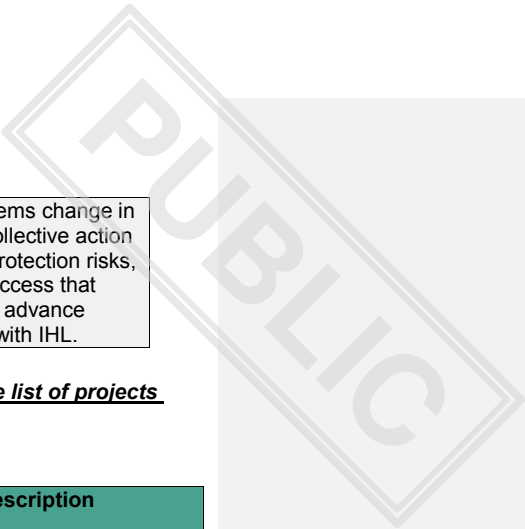 ems change in
ollective action
rotection risks,
ccess that
advance
with IHL.
e list of projects
escription
PUBLIC